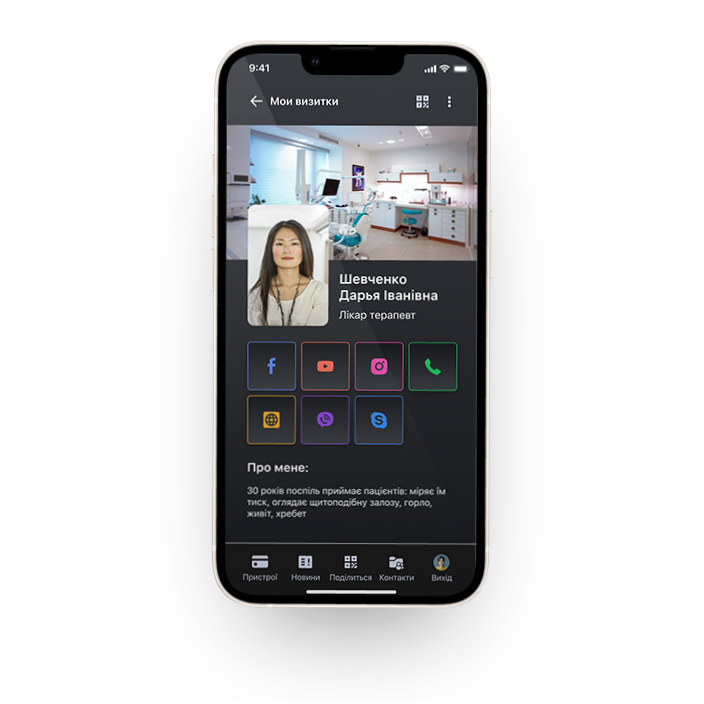 9:41
Мои визитки
Шевченко
Дарья Іванівна
Лікар терапевт
Про мене:
30 років поспіль приймає пацієнтів: міряє їм
тиск, оглядає щитоподібну залозу, горло,
живіт, хребет
Пристрої Новини Поділиться Контакти Вихід